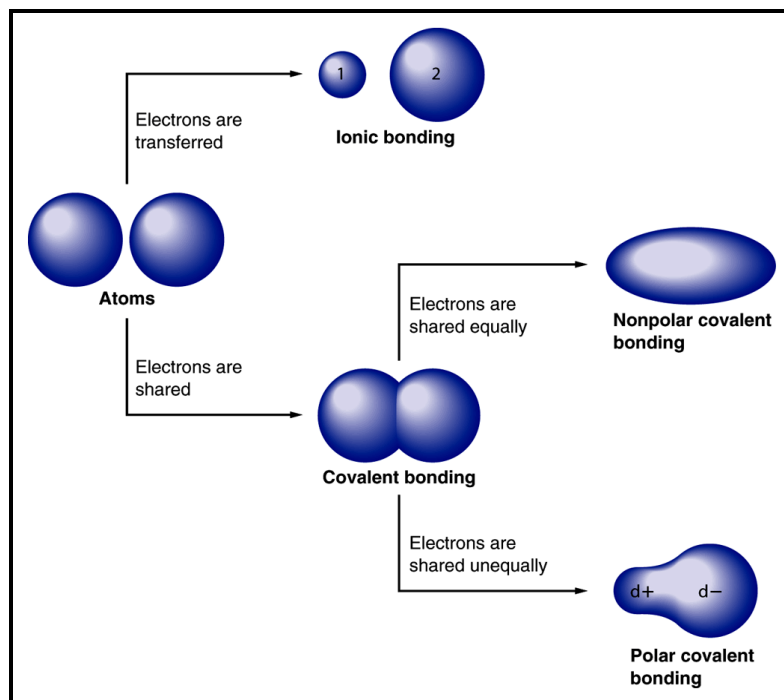 1
2
Electrons are
transferred
Ionic bonding
Atoms
Electrons are
shared equally
Nonpolar covalent
bonding
Electrons are
shared
Covalent bonding
Electrons are
shared unequally
d+
d−
Polar covalent
bonding